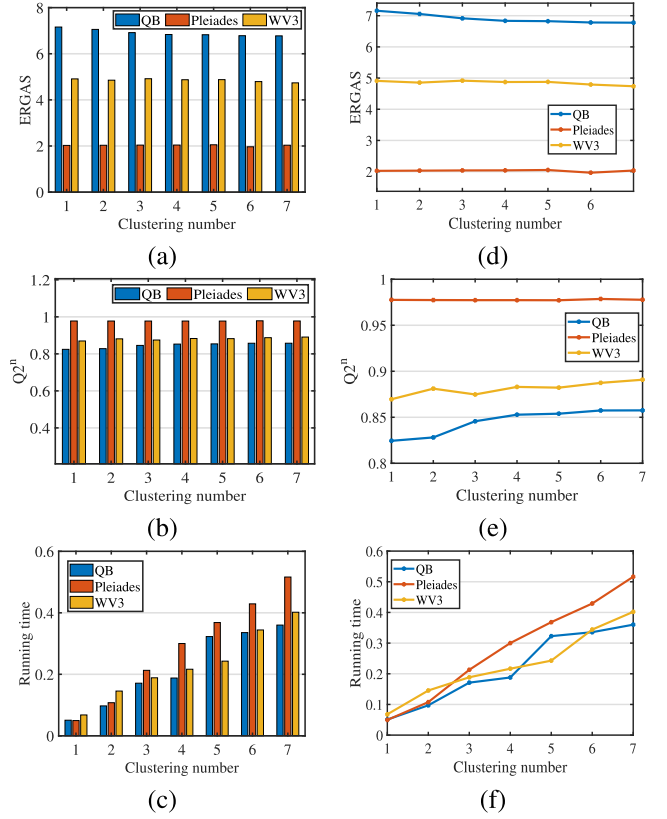 8
6
4
2
0
ERGAS
QB Pleiades WV3
1 2 3 4 5 6 7
Clustering number
(a)
7
6
5
4
3
2
ERGAS
QB
Pleiades
WV3
1 2 3 4 5 6
Clustering number
(d)
1.2
1
0.8
0.6
0.4
Q2ⁿ
QB Pleiades WV3
1 2 3 4 5 6 7
Clustering number
(b)
1
0.95
0.9
0.85
0.8
Q2ⁿ
QB
Pleiades
WV3
1 2 3 4 5 6 7
Clustering number
(e)
0.6
0.4
0.2
0
Running time
QB
Pleiades
WV3
1 2 3 4 5 6 7
Clustering number
(c)
0.6
0.5
0.4
0.3
0.2
0.1
0
Running time
QB
Pleiades
WV3
1 2 3 4 5 6 7
Clustering number
(f)